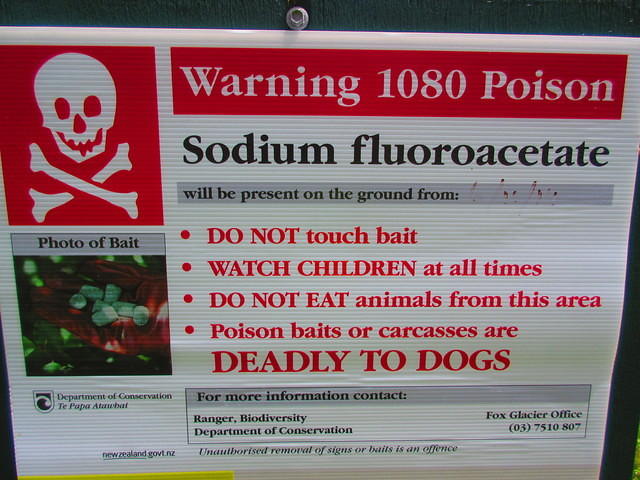 Warning 1080 Poison
Sodium fluoroacetate
will be present on the ground from:
Photo of Bait
• DO NOT touch bait
• WATCH CHILDREN at all times
• DO NOT EAT animals from this area
• Poison baits or carcasses are
DEADLY TO DOGS
Department of Conservation
Te Papa Atawhai
For more information contact:
Ranger, Biodiversity
Department of Conservation
Fox Glacier Office
(03) 7510 807
newzealand.govt.nz
Unauthorised removal of signs or baits is an offence